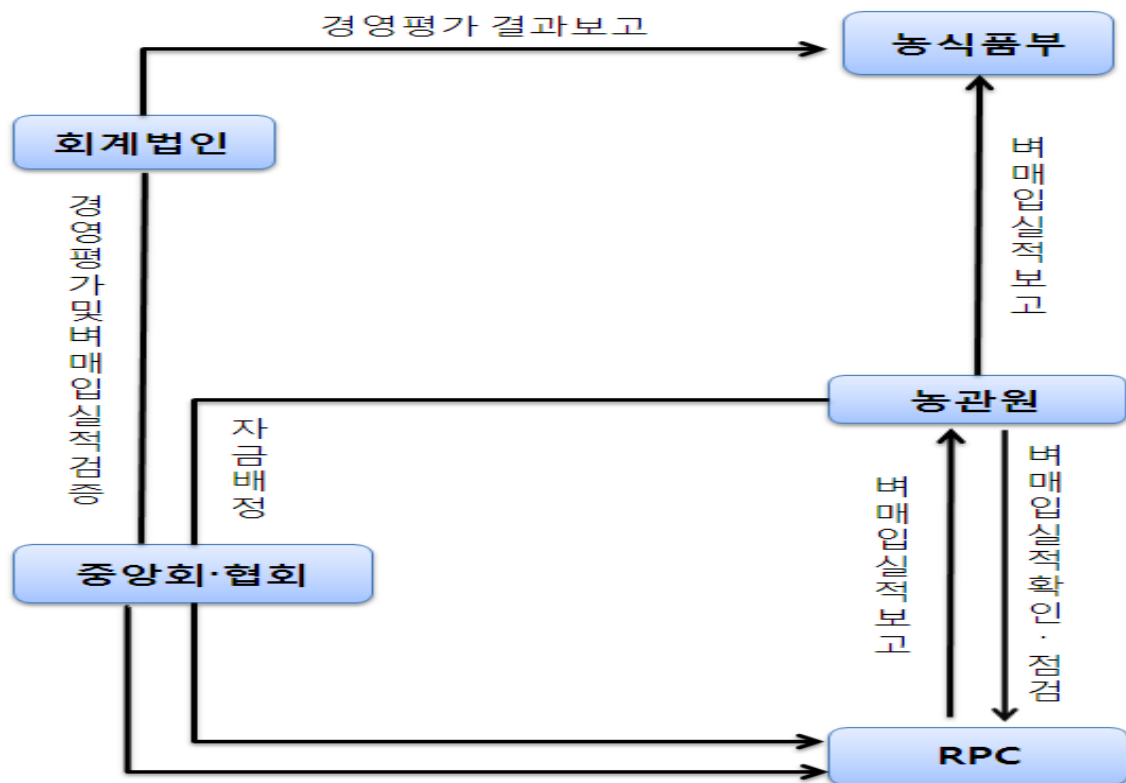 경영평가 결과보고
농식품부
회계법인
벼매입실적보고
경영평가및벼매입실적검증
농관원
자금배정
벼매입실적보고
벼매입실적확인·점검
중앙회·협회
RPC